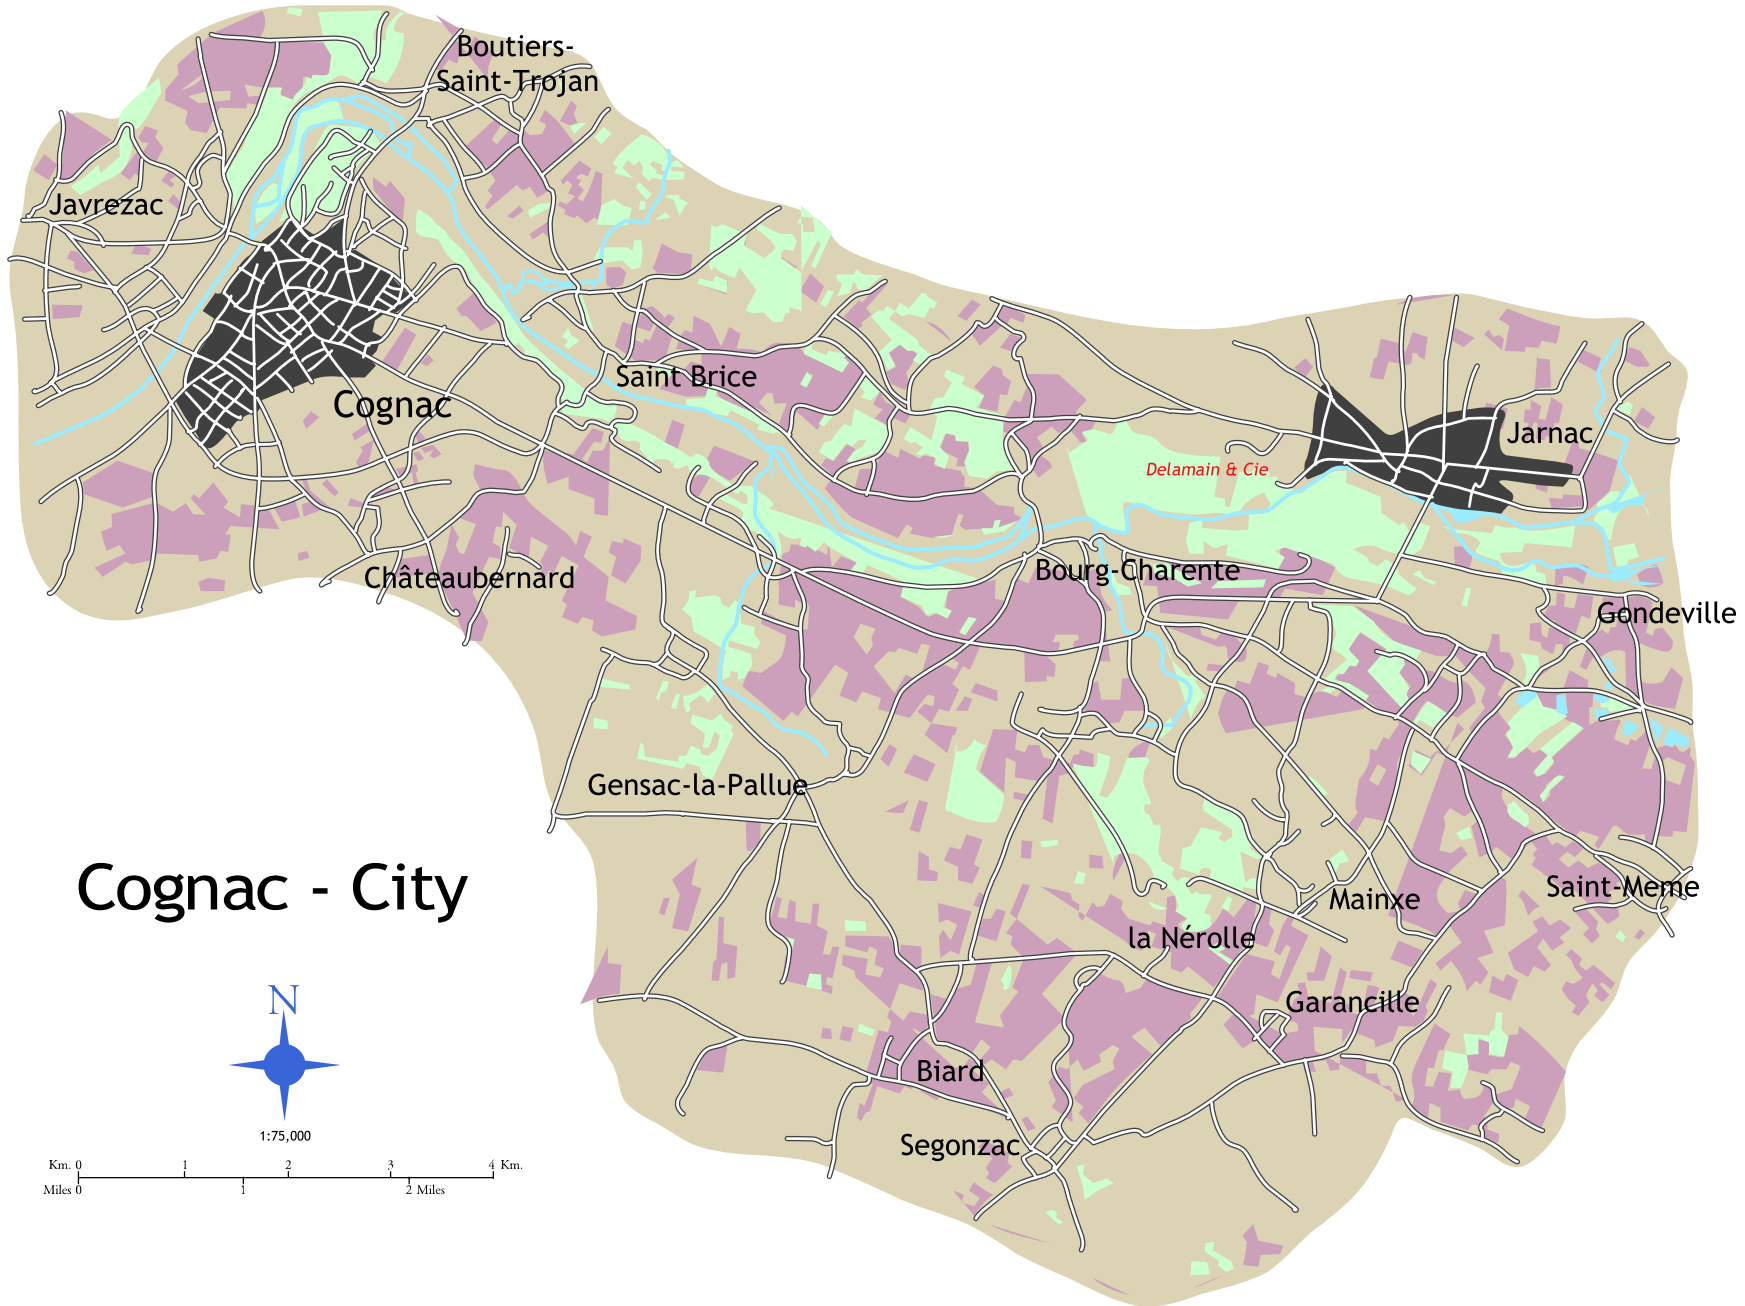 Boutiers-
Saint-Trojan
Javrezac
Saint Brice
Cognac
Jarnac
Delamain & Cie
Châteaubernard
Bourg-Charente
Gondeville
Gensac-la-Pallue
Cognac - City
Saint-Meme
Mainxe
la Nérolle
N
Garancille
Biard
1:75,000
Segonzac
Km. 0 1 2 3 4 Km.
Miles 0 1 2 Miles